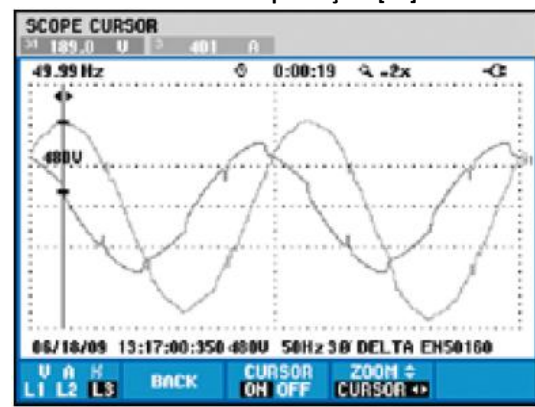 SCOPE CURSOR
189.0 V 401 A
49.99 Hz 0:00:19 -2x
480V
06/18/09 13:17:00:350 480V 50Hz 3Ø DELTA EN50160
V A
L1 L2 L3 BACK CURSOR ON OFF ZOOM CURSOR